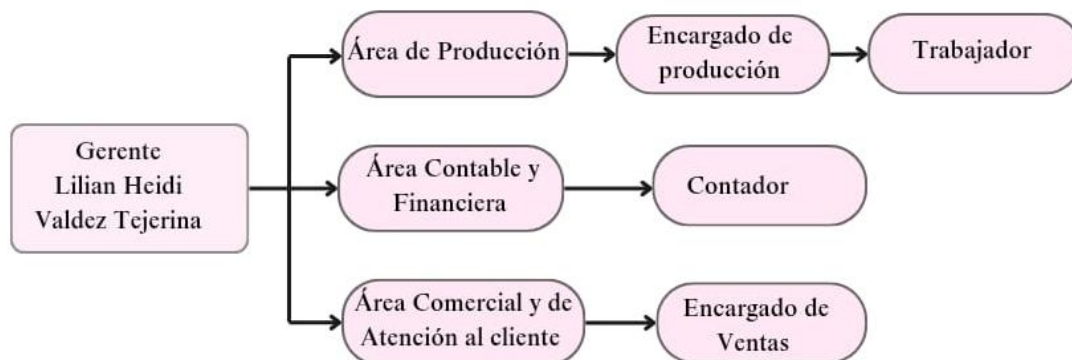 Área de Producción
Encargado de
producción
Trabajador
Gerente
Lilian Heidi
Valdez Tejerina
Área Contable y
Financiera
Contador
Área Comercial y de
Atención al cliente
Encargado de
Ventas